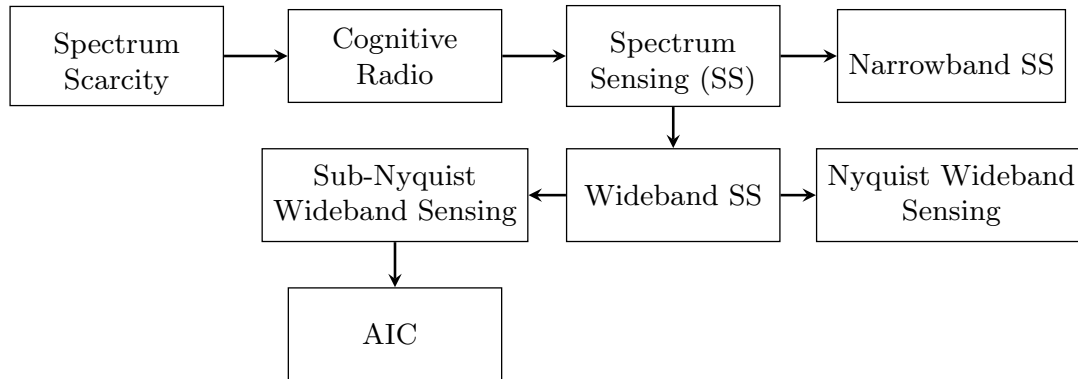 Spectrum
Scarcity
Cognitive
Radio
Spectrum
Sensing (SS)
Narrowband SS
Sub-Nyquist
Wideband Sensing
Wideband SS
Nyquist Wideband
Sensing
AIC